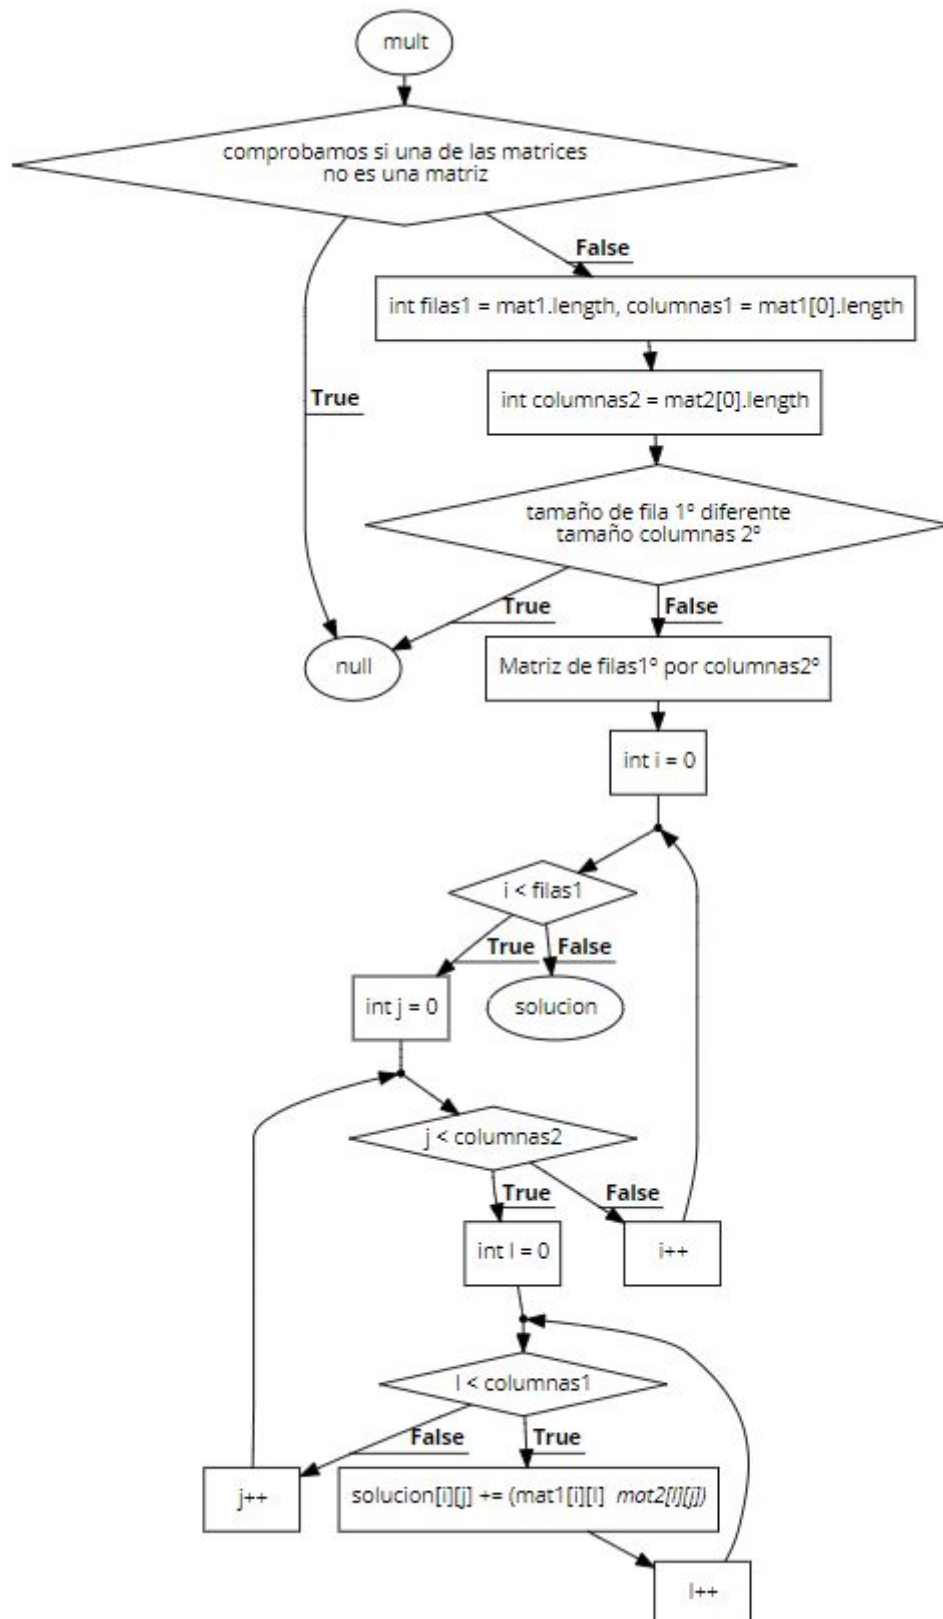 mult
comprobamos si una de las matrices
no es una matriz
False
int filas1 = mat1.length, columnas1 = mat1[0].length
True
int columnas2 = mat2[0].length
tamaño de fila 1º diferente
tamaño columnas 2º
True
False
null
Matriz de filas1º por columnas2º
int i = 0
i < filas1
True
False
int j = 0
solucion
j < columnas2
True
False
int l = 0
i++
l < columnas1
False
True
j++
solucion[i][j] += (mat1[i][l] mat2[l][j])
l++